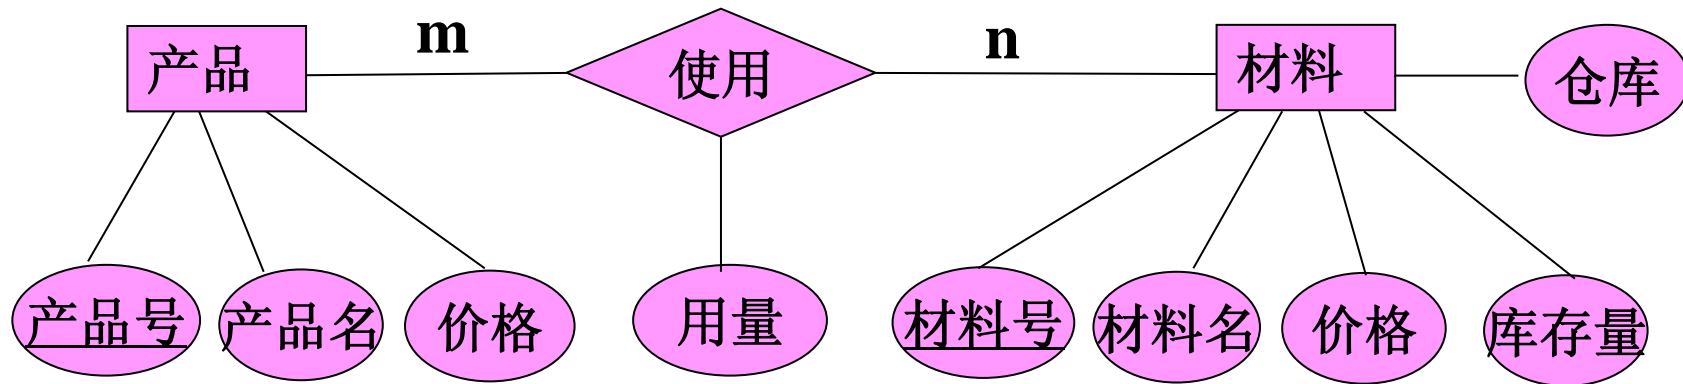 产品 m 使用 n 材料 仓库
产品号 产品名 价格 用量 材料号 材料名 价格 库存量